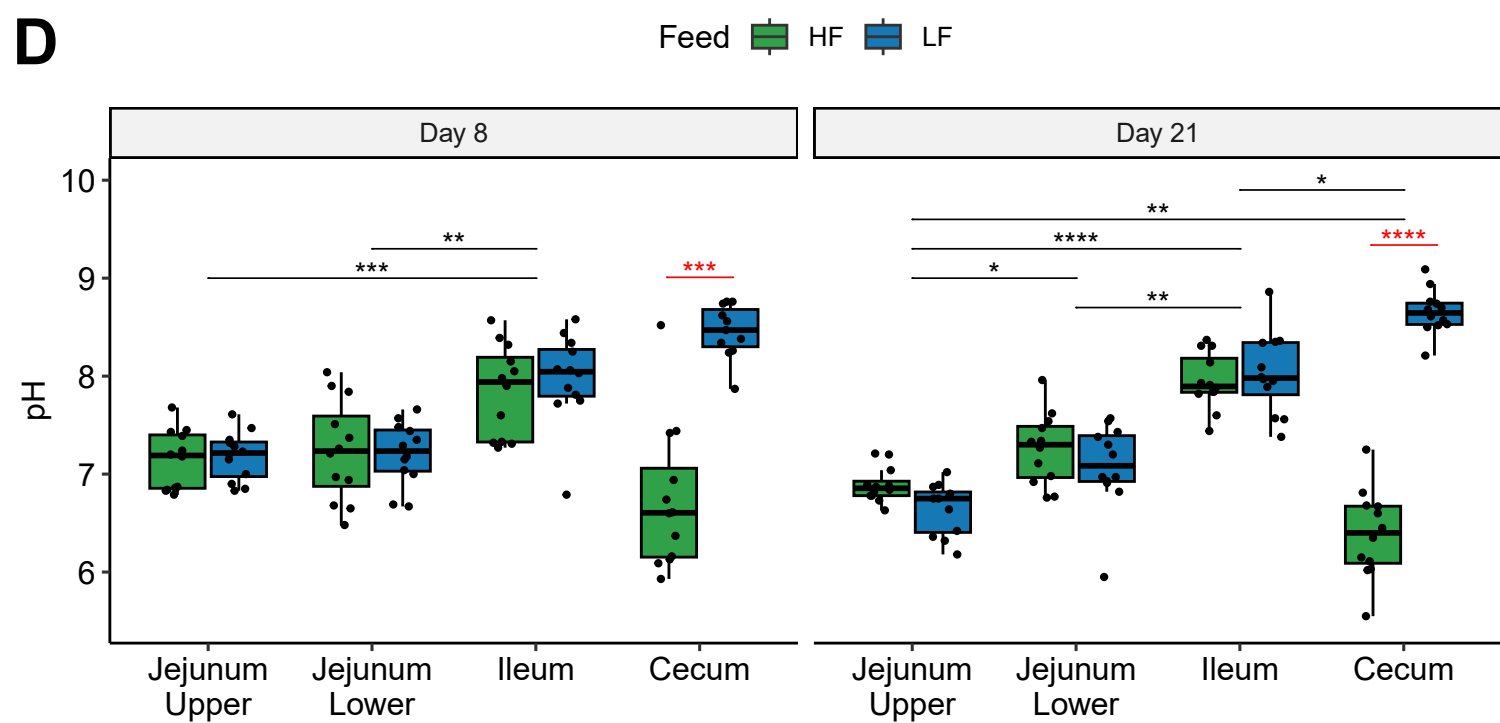 D
Feed HF LF
Day 8 Day 21
pH
10
9
8
7
6
*
**
** ****
*** * *** ****
**
Jejunum Jejunum Ileum Cecum Jejunum Jejunum Ileum Cecum
Upper Lower Upper Lower